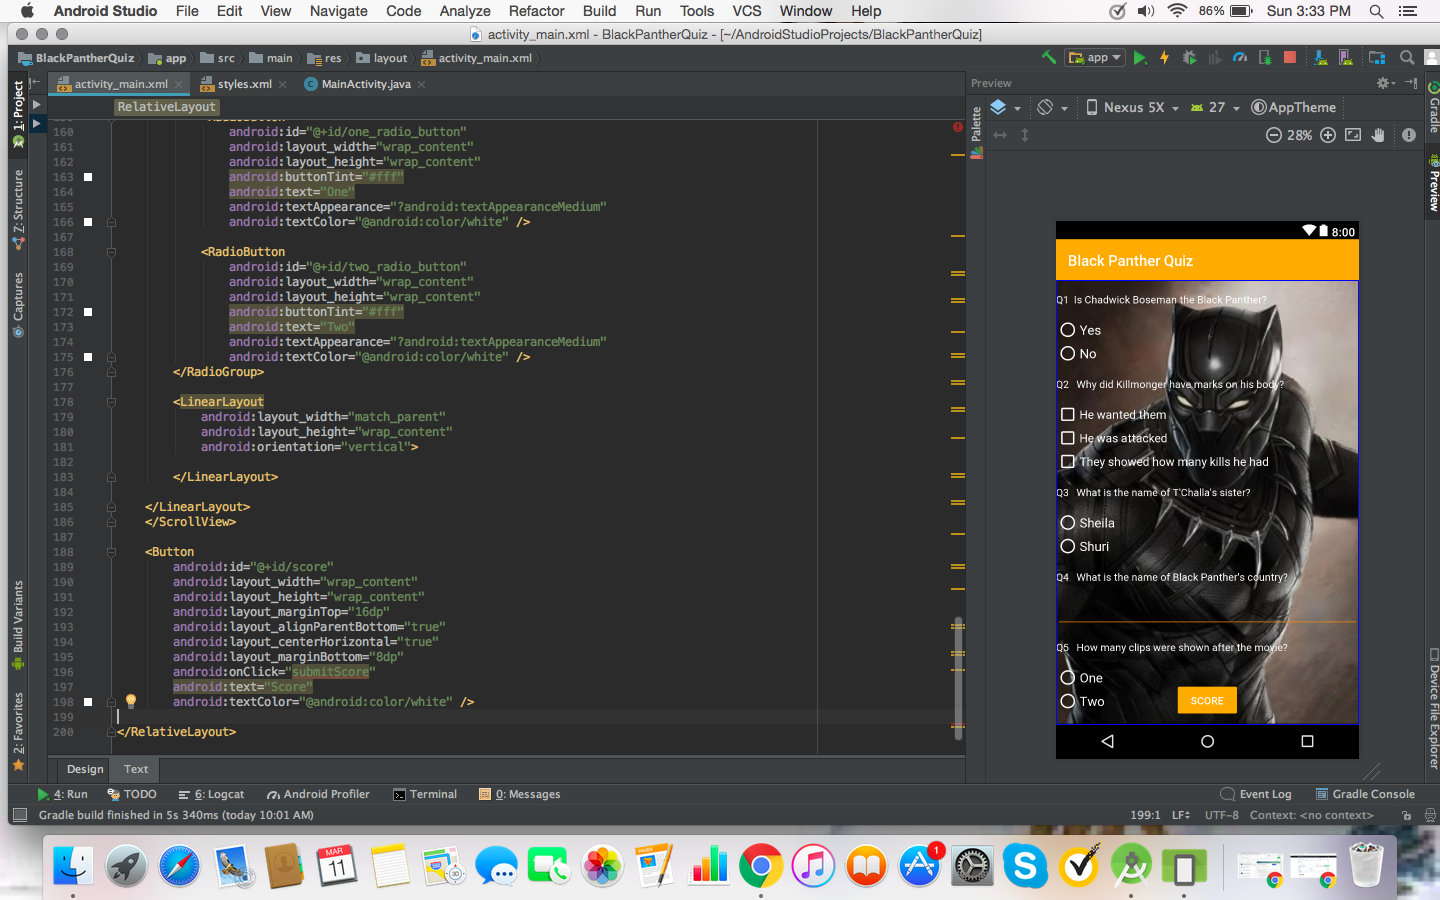 Android Studio File Edit View Navigate Code Analyze Refactor Build Run Tools VCS Window Help 86% Sun 3:33 PM
activity_main.xml - BlackPantherQuiz - [~/AndroidStudioProjects/BlackPantherQuiz]
BlackPantherQuiz app src main res layout activity_main.xml app
activity_main.xml styles.xml MainActivity.java Preview
RelativeLayout
Nexus 5X 27 AppTheme
28%
1: Project
Z: Structure
Captures
Build Variants
2: Favorites
160 android:id="@+id/one_radio_button"
161 android:layout_width="wrap_content"
162 android:layout_height="wrap_content"
163 android:buttonTint="#fff"
164 android:text="One"
165 android:textAppearance="?android:textAppearanceMedium"
166 android:textColor="@android:color/white" />
167
168 <RadioButton
169 android:id="@+id/two_radio_button"
170 android:layout_width="wrap_content"
171 android:layout_height="wrap_content"
172 android:buttonTint="#fff"
173 android:text="Two"
174 android:textAppearance="?android:textAppearanceMedium"
175 android:textColor="@android:color/white" />
176 </RadioGroup>
177
178 <LinearLayout
179 android:layout_width="match_parent"
180 android:layout_height="wrap_content"
181 android:orientation="vertical">
182
183 </LinearLayout>
184
185 </LinearLayout>
186 </ScrollView>
187
188 <Button
189 android:id="@+id/score"
190 android:layout_width="wrap_content"
191 android:layout_height="wrap_content"
192 android:layout_marginTop="16dp"
193 android:layout_alignParentBottom="true"
194 android:layout_centerHorizontal="true"
195 android:layout_marginBottom="8dp"
196 android:onClick="submitScore"
197 android:text="Score"
198 android:textColor="@android:color/white" />
199
200 </RelativeLayout>
Palette
8:00
Black Panther Quiz
Q1 Is Chadwick Boseman the Black Panther?
Yes
No
Q2 Why did Killmonger have marks on his body?
He wanted them
He was attacked
They showed how many kills he had
Q3 What is the name of T'Challa's sister?
Sheila
Shuri
Q4 What is the name of Black Panther's country?
Q5 How many clips were shown after the movie?
One
Two
SCORE
Gradle
Preview
Device File Explorer
Design Text
4: Run TODO 6: Logcat Android Profiler Terminal 0: Messages Event Log Gradle Console
Gradle build finished in 5s 340ms (today 10:01 AM) 199:1 LF UTF-8 Context: <no context>
MAR
11
PAGES
1